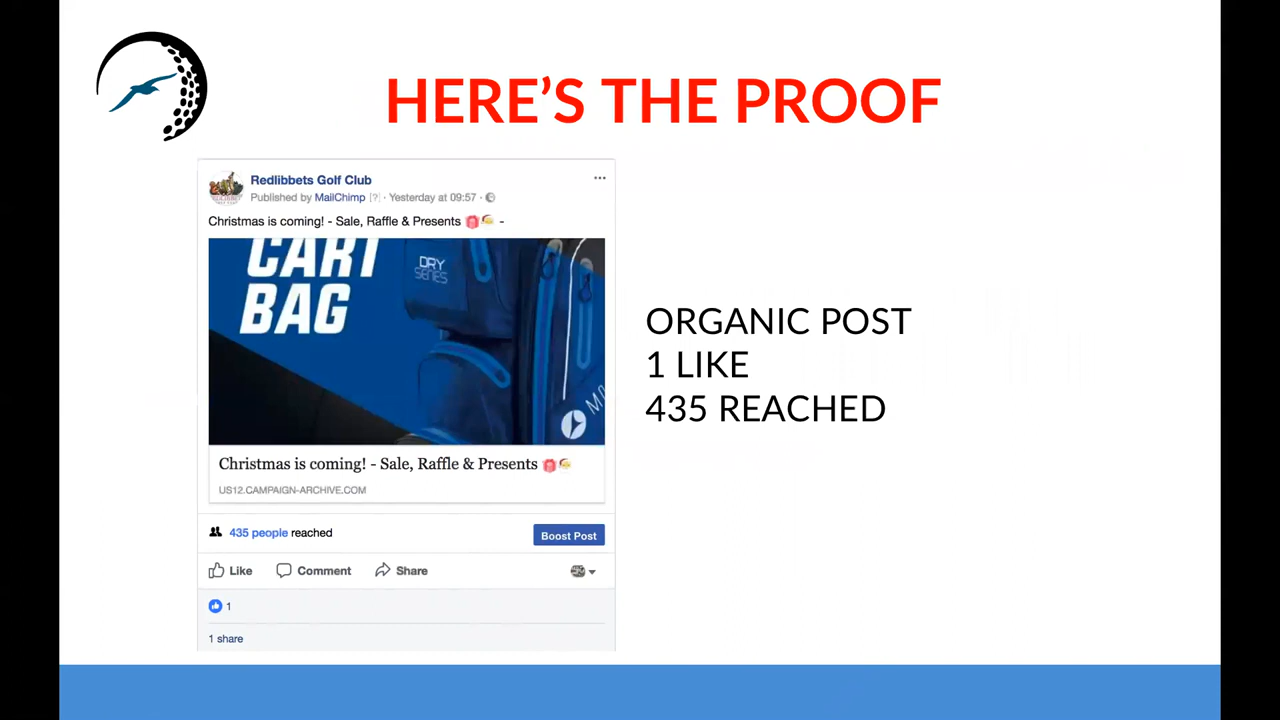 HERE’S THE PROOF
Redlibbets Golf Club
Published by MailChimp [?] · Yesterday at 09:57 ·
Christmas is coming! - Sale, Raffle & Presents 🎁🎅 -
CART
BAG
DRY
SERIES
ORGANIC POST
1 LIKE
435 REACHED
Christmas is coming! - Sale, Raffle & Presents 🎁🎅
US12.CAMPAIGN-ARCHIVE.COM
435 people reached
Boost Post
Like Comment Share
1
1 share